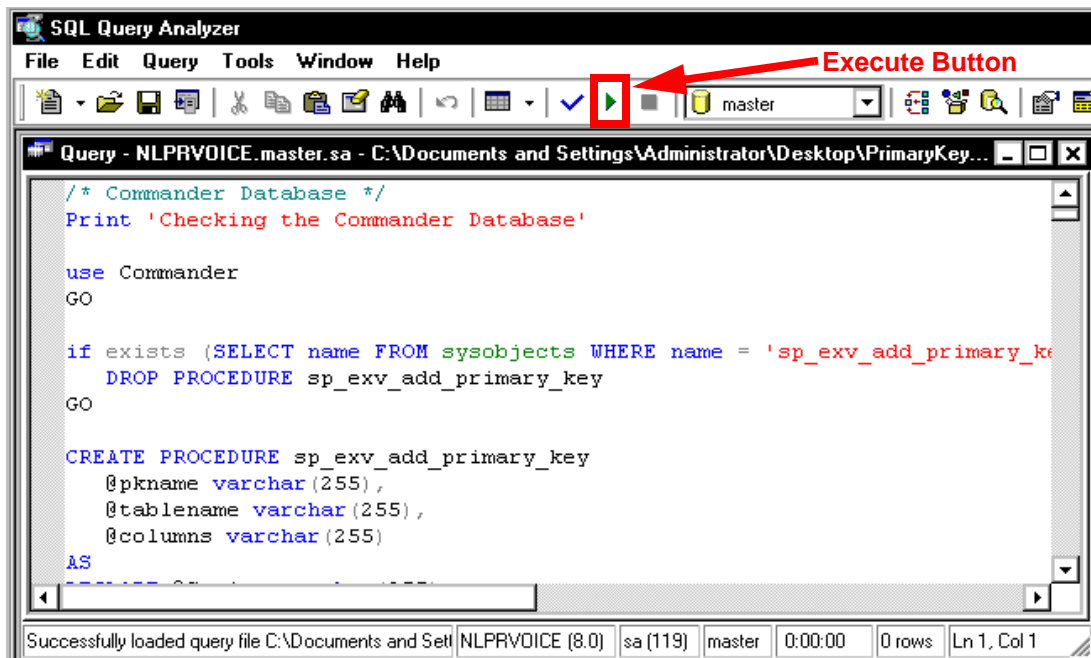 SQL Query Analyzer
File Edit Query Tools Window Help
Execute Button
master
Query - NLPRVOICE.master.sa - C:\Documents and Settings\Administrator\Desktop\PrimaryKey...
/* Commander Database */
Print 'Checking the Commander Database'
use Commander
GO
if exists (SELECT name FROM sysobjects WHERE name = 'sp_exv_add_primary_ke
DROP PROCEDURE sp_exv_add_primary_key
GO
CREATE PROCEDURE sp_exv_add_primary_key
@pkname varchar(255),
@tablename varchar(255),
@columns varchar(255)
AS
Successfully loaded query file C:\Documents and Sett NLPRVOICE (8.0) sa (119) master 0:00:00 0 rows Ln 1, Col 1